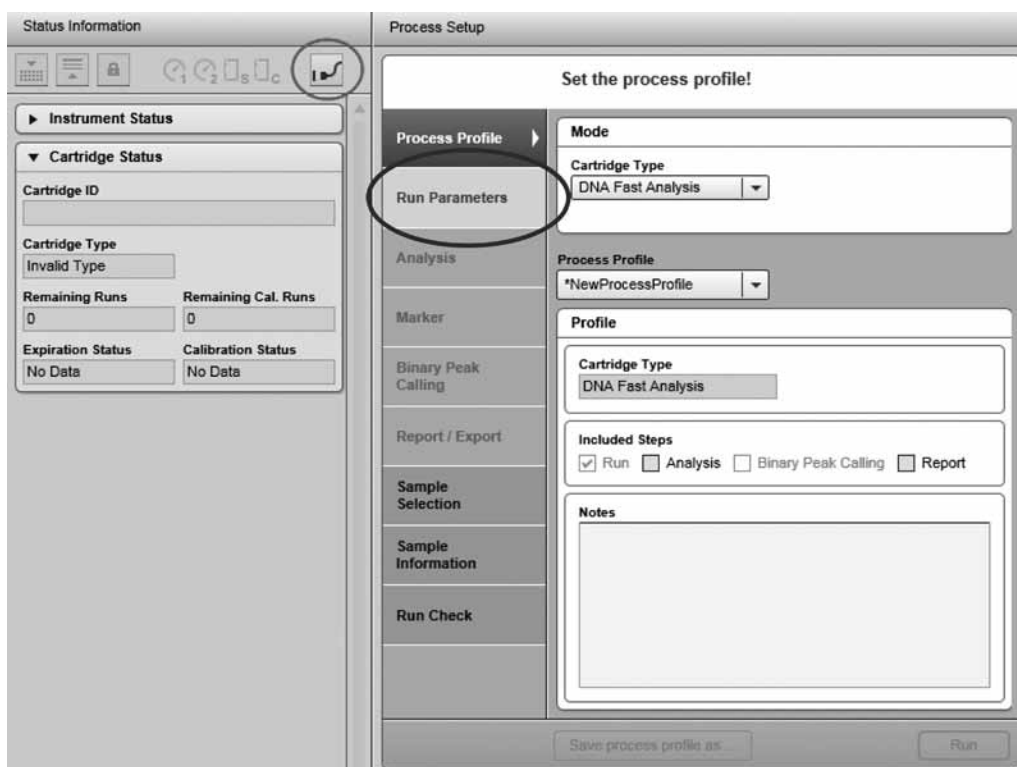 Status Information
Process Setup
1 2 S C
Set the process profile!
Instrument Status
Cartridge Status
Cartridge ID
Cartridge Type
Invalid Type
Remaining Runs Remaining Cal. Runs
0 0
Expiration Status Calibration Status
No Data No Data
Process Profile
Run Parameters
Analysis
Marker
Binary Peak
Calling
Report / Export
Sample
Selection
Sample
Information
Run Check
Mode
Cartridge Type
DNA Fast Analysis
Process Profile
*NewProcessProfile
Profile
Cartridge Type
DNA Fast Analysis
Included Steps
Run Analysis Binary Peak Calling Report
Notes
Save process profile as... Run